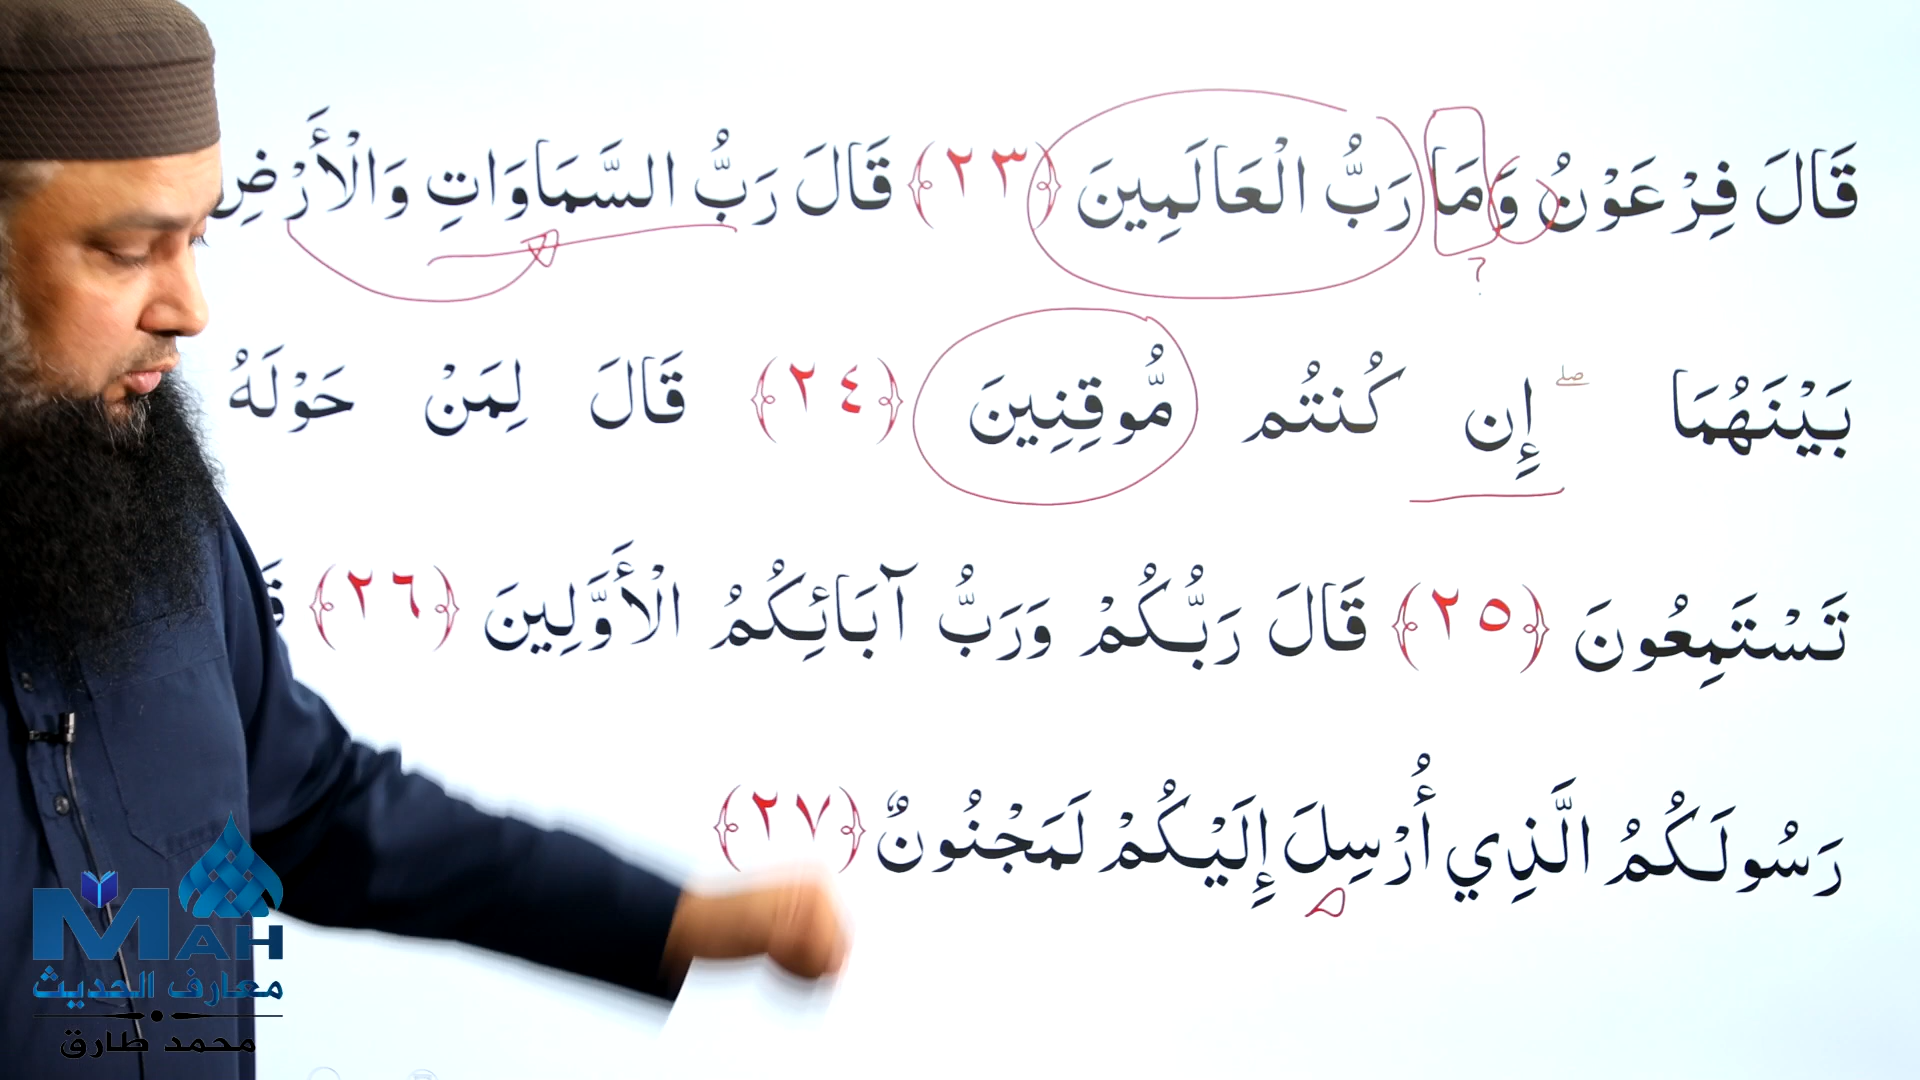 قَالَ فِرْعَوْنُ وَمَا رَبُّ الْعَالَمِينَ ﴿٢٣﴾ قَالَ رَبُّ السَّمَاوَاتِ وَالْأَرْضِ
?
بَيْنَهُمَا ۖ إِن كُنتُم مُّوقِنِينَ ﴿٢٤﴾ قَالَ لِمَنْ حَوْلَهُ
تَسْتَمِعُونَ ﴿٢٥﴾ قَالَ رَبُّكُمْ وَرَبُّ آبَائِكُمُ الْأَوَّلِينَ ﴿٢٦﴾
رَسُولَكُمُ الَّذِي أُرْسِلَ إِلَيْكُمْ لَمَجْنُونٌ ﴿٢٧﴾
MAH
معارف الحديث
محمد طارق